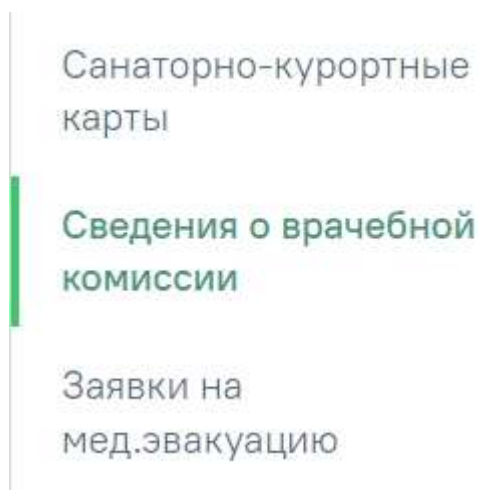 Санаторно-курортные
карты
Сведения о врачебной
комиссии
Заявки на
мед.эвакуацию